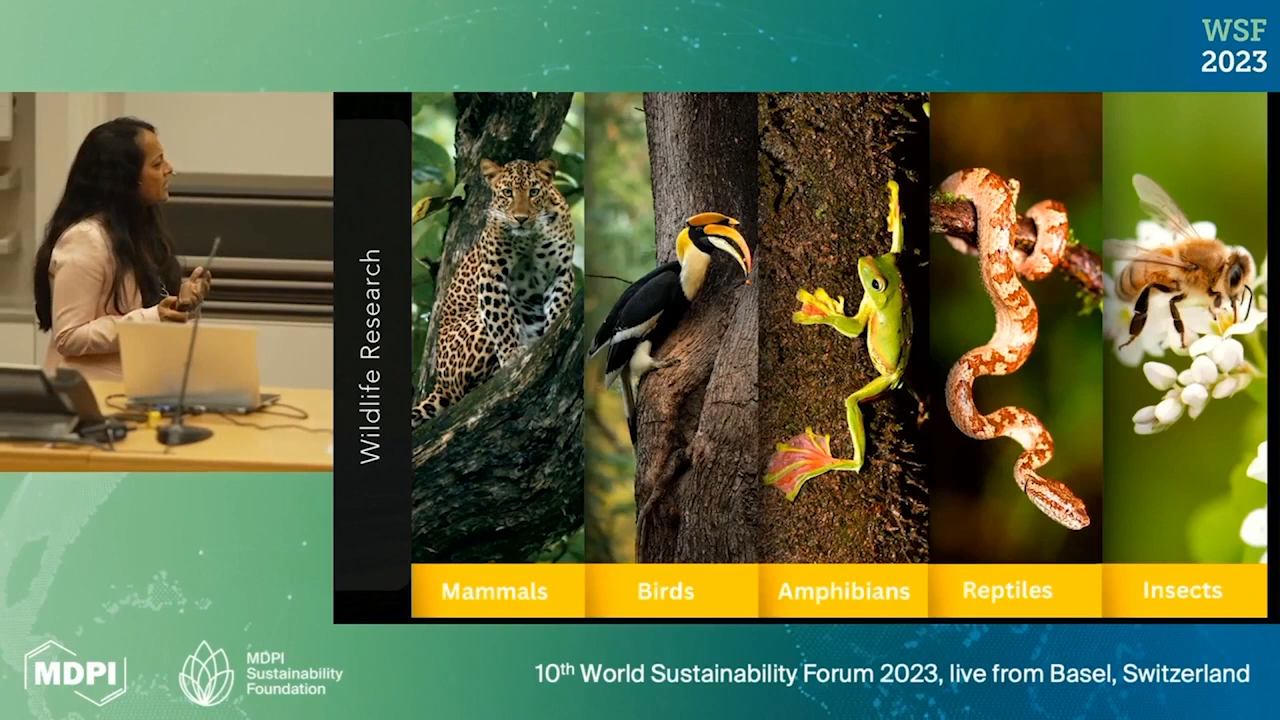 WSF
2023
Wildlife Research
Mammals
Birds
Amphibians
Reptiles
Insects
MDPI
MDPI
Sustainability
Foundation
10th World Sustainability Forum 2023, live from Basel, Switzerland